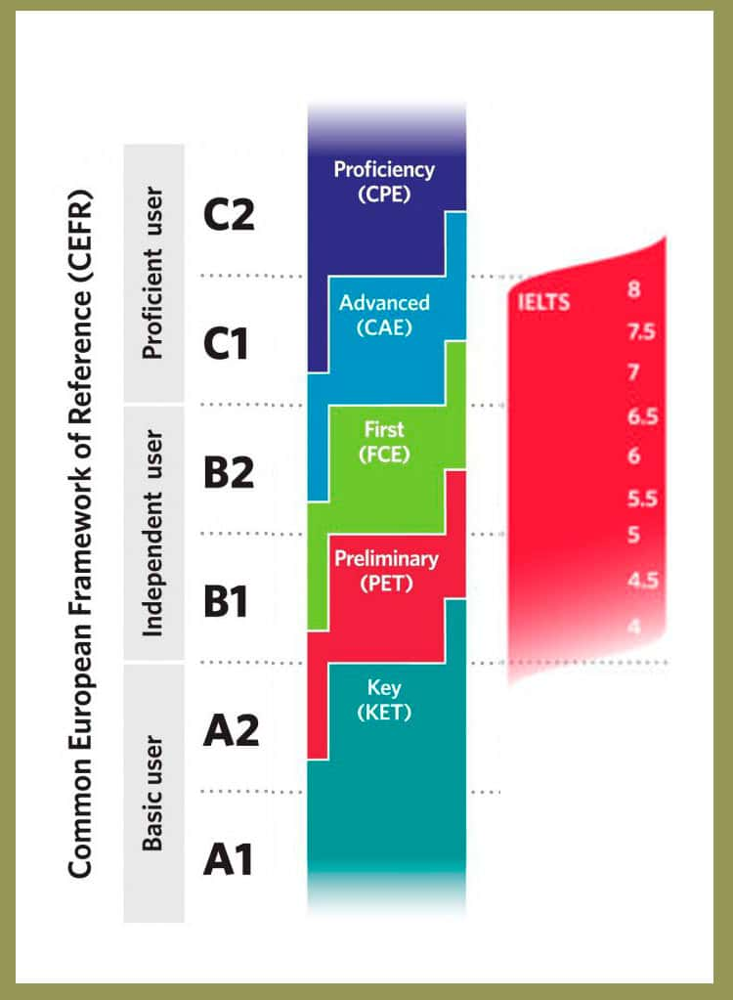 Common European Framework of Reference (CEFR)
Proficient user
Independent user
Basic user
C2
C1
B2
B1
A2
A1
Proficiency
(CPE)
Advanced
(CAE)
First
(FCE)
Preliminary
(PET)
Key
(KET)
IELTS
8
7.5
7
6.5
6
5.5
5
4.5
4